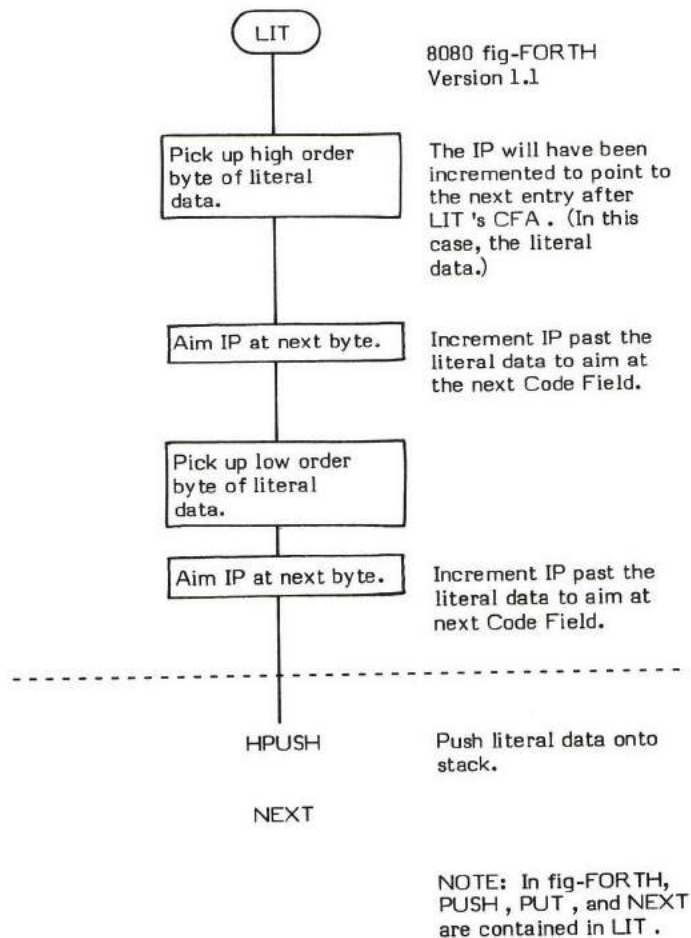 LIT
8080 fig-FORTH
Version 1.1
Pick up high order
byte of literal
data.
The IP will have been
incremented to point to
the next entry after
LIT 's CFA . (In this
case, the literal
data.)
Aim IP at next byte.
Increment IP past the
literal data to aim at
the next Code Field.
Pick up low order
byte of literal
data.
Aim IP at next byte.
Increment IP past the
literal data to aim at
next Code Field.
HPUSH
Push literal data onto
stack.
NEXT
NOTE: In fig-FORTH,
PUSH , PUT , and NEXT
are contained in LIT .